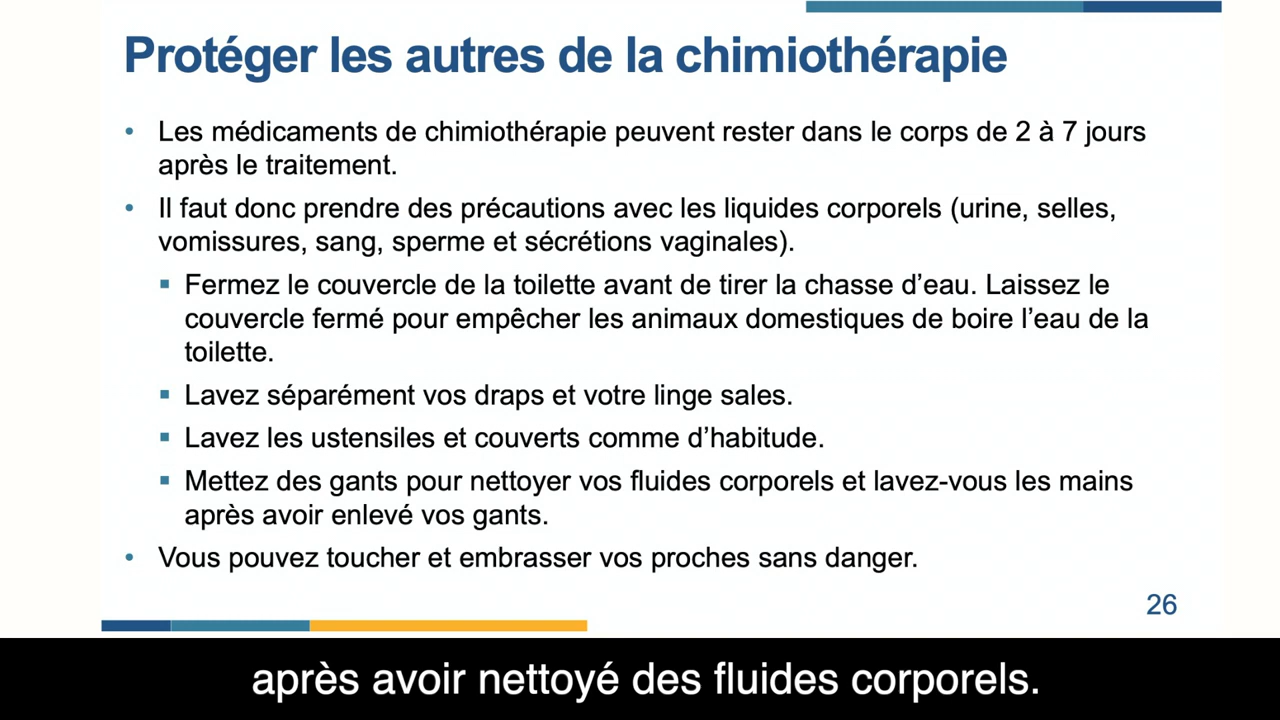 Protéger les autres de la chimiothérapie
• Les médicaments de chimiothérapie peuvent rester dans le corps de 2 à 7 jours
après le traitement.
• Il faut donc prendre des précautions avec les liquides corporels (urine, selles,
vomissures, sang, sperme et sécrétions vaginales).
▪ Fermez le couvercle de la toilette avant de tirer la chasse d’eau. Laissez le
couvercle fermé pour empêcher les animaux domestiques de boire l’eau de la
toilette.
▪ Lavez séparément vos draps et votre linge sales.
▪ Lavez les ustensiles et couverts comme d’habitude.
▪ Mettez des gants pour nettoyer vos fluides corporels et lavez-vous les mains
après avoir enlevé vos gants.
• Vous pouvez toucher et embrasser vos proches sans danger.
26
après avoir nettoyé des fluides corporels.